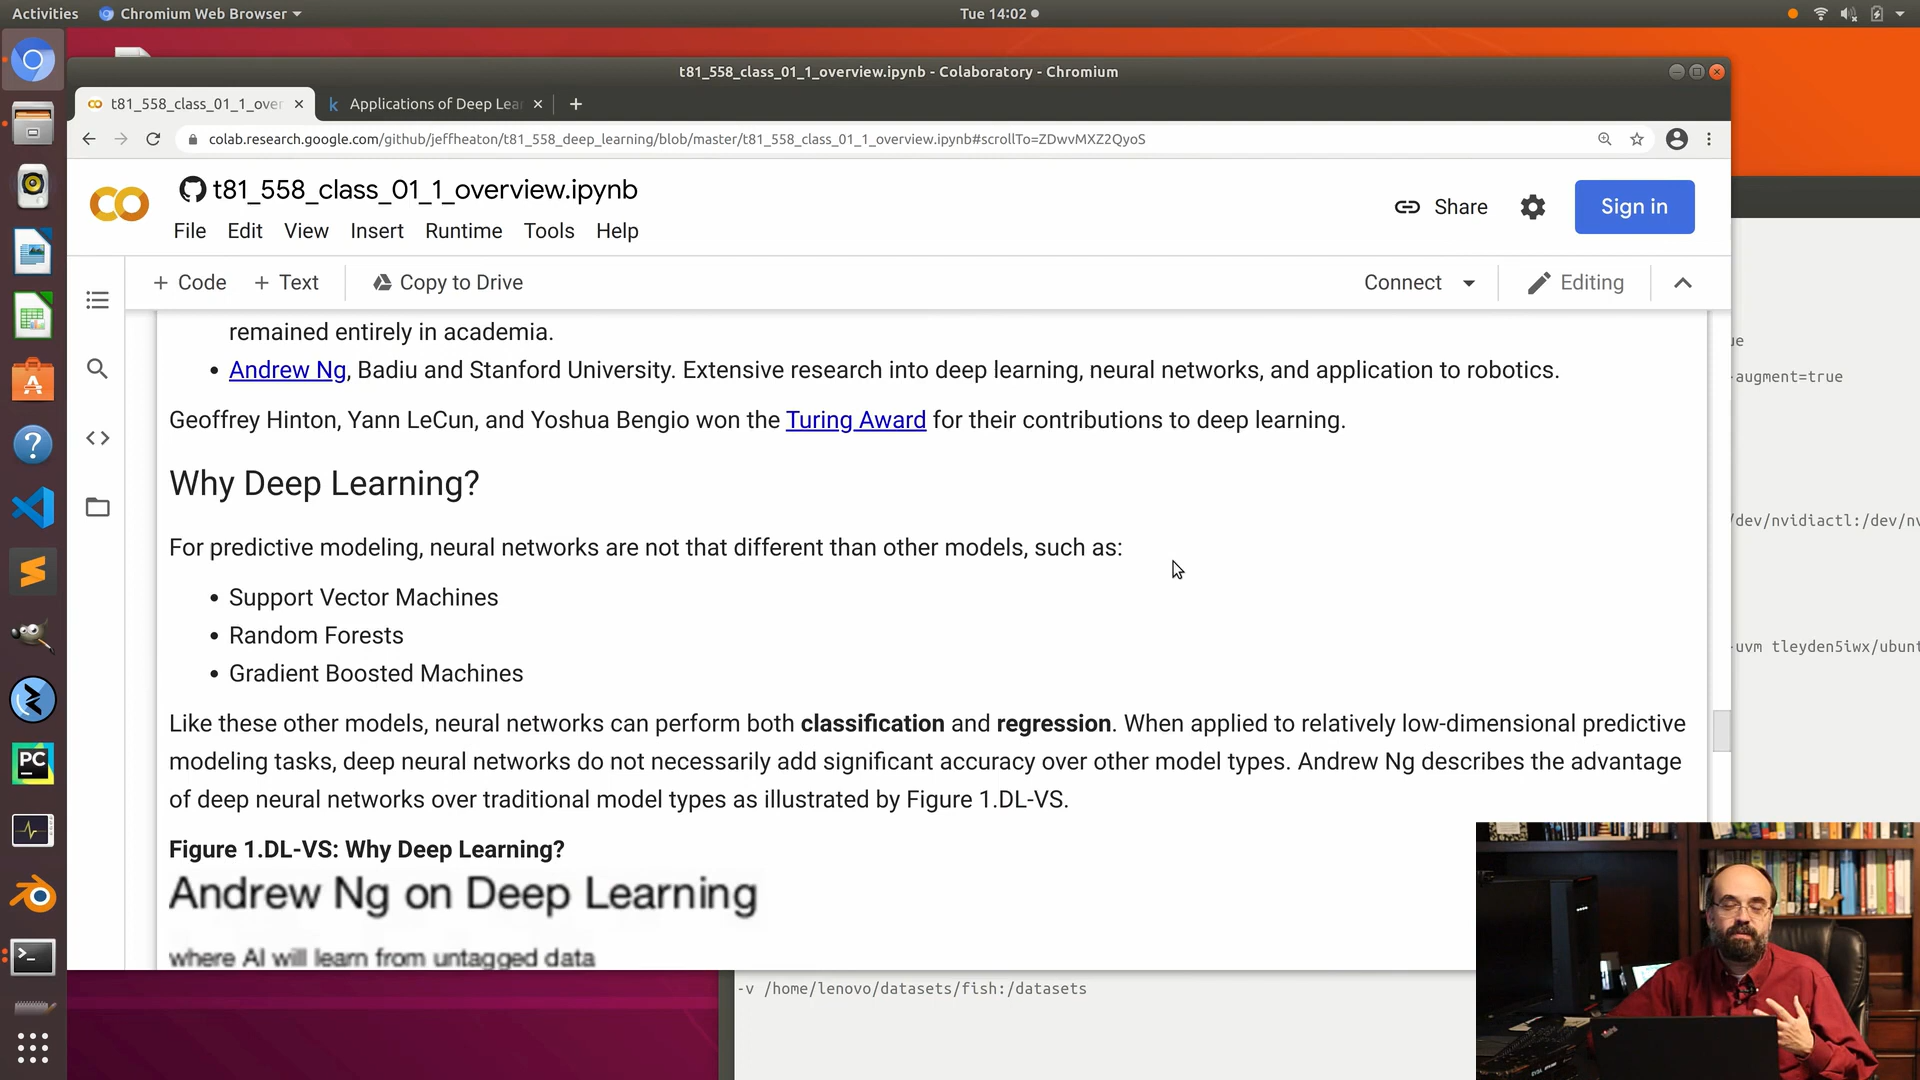 Activities
Chromium Web Browser
Tue 14:02
t81_558_class_01_1_overview.ipynb - Colaboratory - Chromium
t81_558_class_01_1_over
Applications of Deep Lear
colab.research.google.com/github/jeffheaton/t81_558_deep_learning/blob/master/t81_558_class_01_1_overview.ipynb#scrollTo=ZDwvMXZ2QyoS
t81_558_class_01_1_overview.ipynb
File Edit View Insert Runtime Tools Help
Share
Sign in
+ Code + Text
Copy to Drive
Connect
Editing
remained entirely in academia.
• Andrew Ng, Badiu and Stanford University. Extensive research into deep learning, neural networks, and application to robotics.
Geoffrey Hinton, Yann LeCun, and Yoshua Bengio won the Turing Award for their contributions to deep learning.
Why Deep Learning?
For predictive modeling, neural networks are not that different than other models, such as:
• Support Vector Machines
• Random Forests
• Gradient Boosted Machines
Like these other models, neural networks can perform both classification and regression. When applied to relatively low-dimensional predictive
modeling tasks, deep neural networks do not necessarily add significant accuracy over other model types. Andrew Ng describes the advantage
of deep neural networks over traditional model types as illustrated by Figure 1.DL-VS.
Figure 1.DL-VS: Why Deep Learning?
Andrew Ng on Deep Learning
where AI will learn from untagged data
ue
-augment=true
/dev/nvidiactl:/dev/nv
-uvm tleyden5iwx/ubunt
-v /home/lenovo/datasets/fish:/datasets
PC